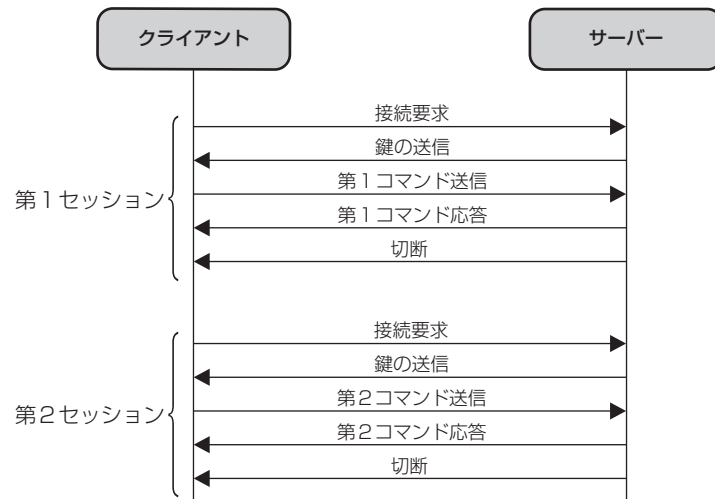 クライアント
サーバー
接続要求
鍵の送信
第1セッション
第1コマンド送信
第1コマンド応答
切断
接続要求
鍵の送信
第2セッション
第2コマンド送信
第2コマンド応答
切断